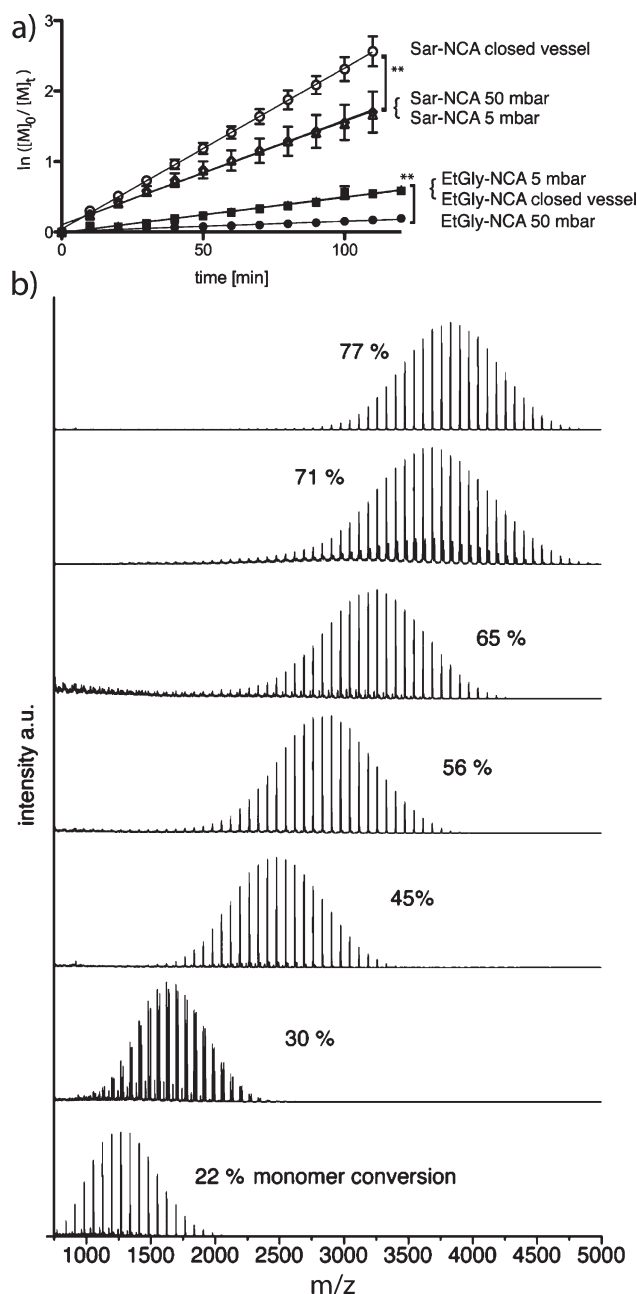 a)
ln ([M]0/ [M]t)
3
2
1
0
0
50
100
time [min]
Sar-NCA closed vessel
**
Sar-NCA 50 mbar
Sar-NCA 5 mbar
**
EtGly-NCA 5 mbar
EtGly-NCA closed vessel
EtGly-NCA 50 mbar
b)
77 %
71 %
65 %
56 %
45%
30 %
22 % monomer conversion
intensity a.u.
1000 1500 2000 2500 3000 3500 4000 4500 5000
m/z